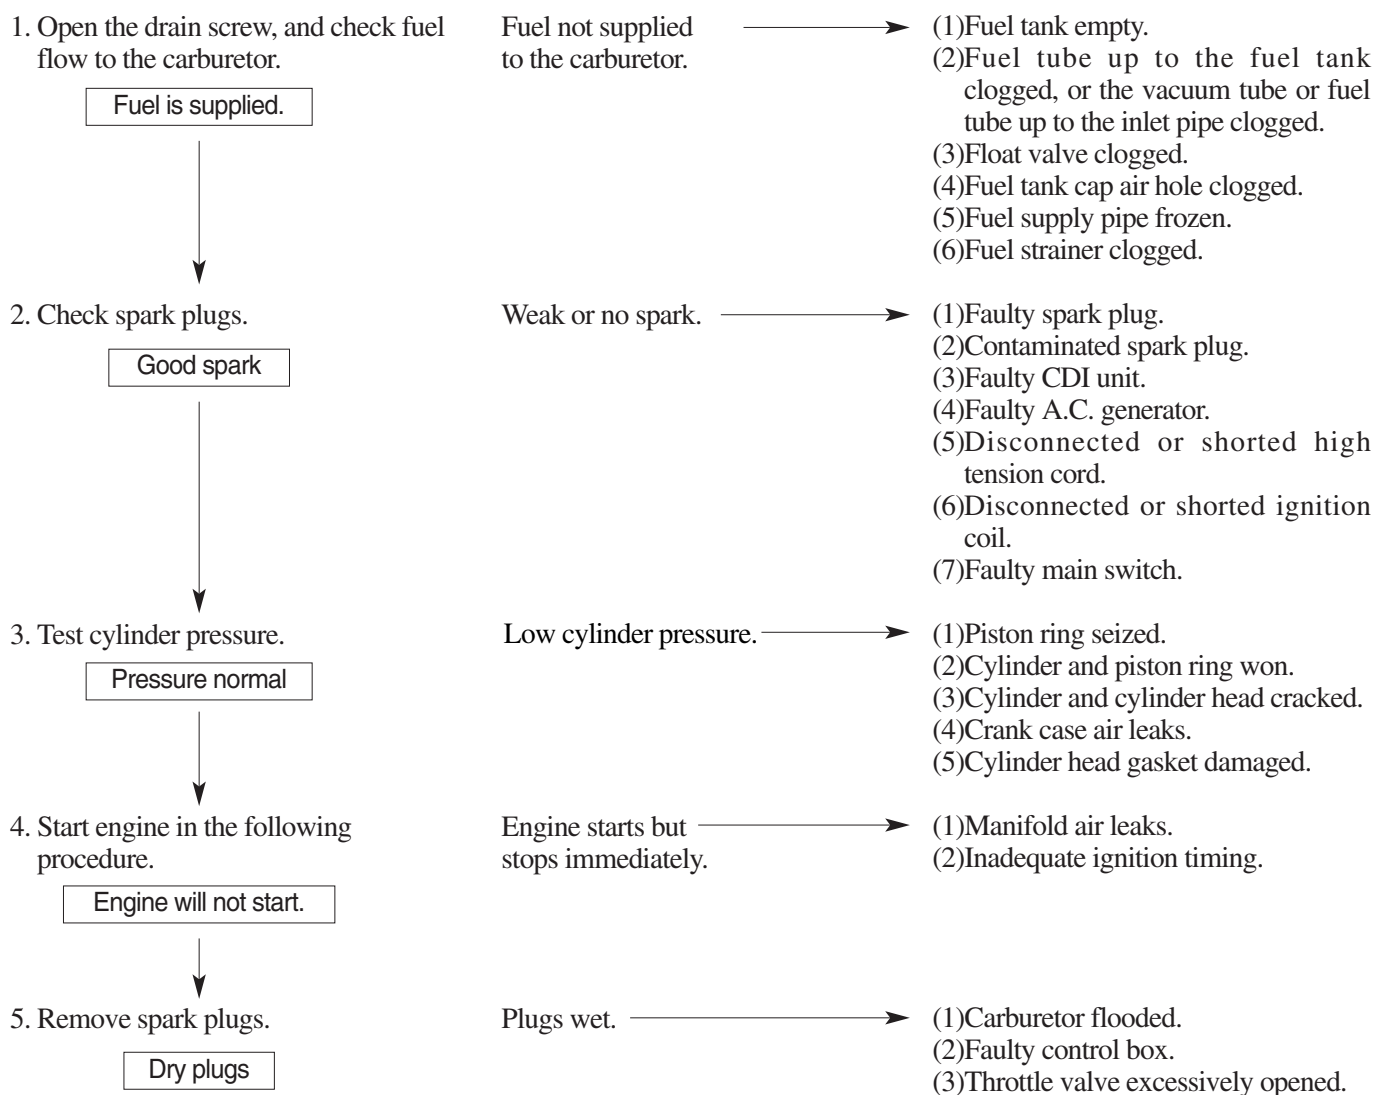 1. Open the drain screw, and check fuel
flow to the carburetor.
Fuel is supplied.
Fuel not supplied
to the carburetor.
(1)Fuel tank empty.
(2)Fuel tube up to the fuel tank
clogged, or the vacuum tube or fuel
tube up to the inlet pipe clogged.
(3)Float valve clogged.
(4)Fuel tank cap air hole clogged.
(5)Fuel supply pipe frozen.
(6)Fuel strainer clogged.
2. Check spark plugs.
Good spark
Weak or no spark.
(1)Faulty spark plug.
(2)Contaminated spark plug.
(3)Faulty CDI unit.
(4)Faulty A.C. generator.
(5)Disconnected or shorted high
tension cord.
(6)Disconnected or shorted ignition
coil.
(7)Faulty main switch.
3. Test cylinder pressure.
Pressure normal
Low cylinder pressure.
(1)Piston ring seized.
(2)Cylinder and piston ring won.
(3)Cylinder and cylinder head cracked.
(4)Crank case air leaks.
(5)Cylinder head gasket damaged.
4. Start engine in the following
procedure.
Engine will not start.
Engine starts but
stops immediately.
(1)Manifold air leaks.
(2)Inadequate ignition timing.
5. Remove spark plugs.
Dry plugs
Plugs wet.
(1)Carburetor flooded.
(2)Faulty control box.
(3)Throttle valve excessively opened.